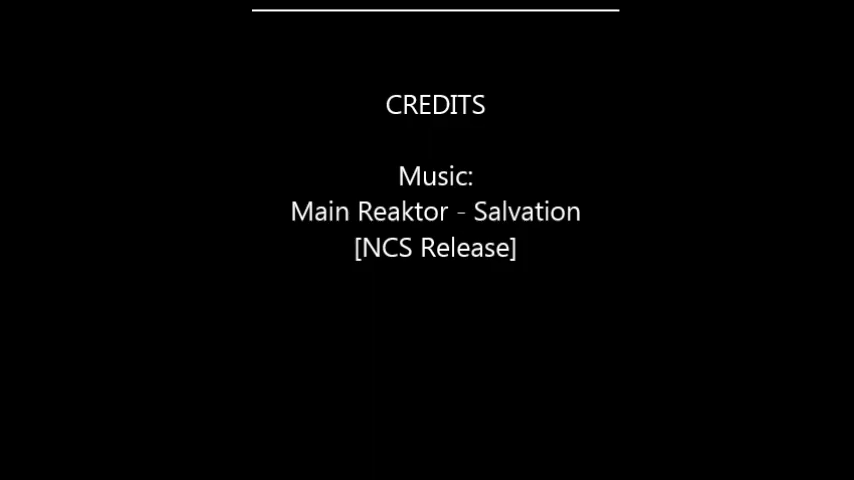 CREDITS
Music:
Main Reaktor - Salvation
[NCS Release]